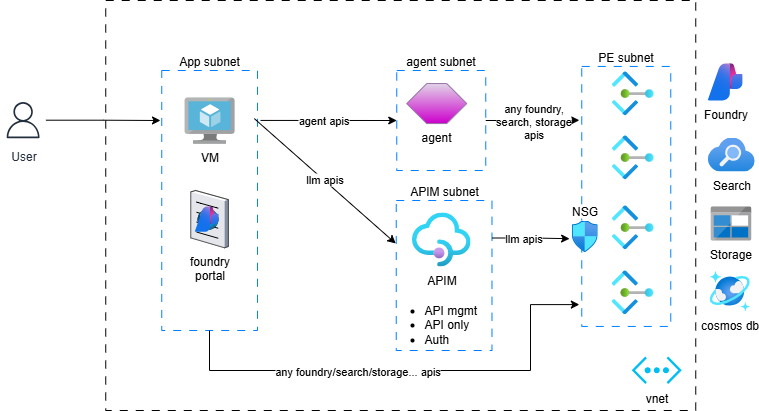 App subnet
agent subnet
PE subnet
any foundry,
search, storage
apis
agent apis
agent
VM
User
Foundry
Search
llm apis
APIM subnet
NSG
llm apis
foundry
portal
APIM
Storage
• API mgmt
• API only
• Auth
cosmos db
any foundry/search/storage... apis
vnet